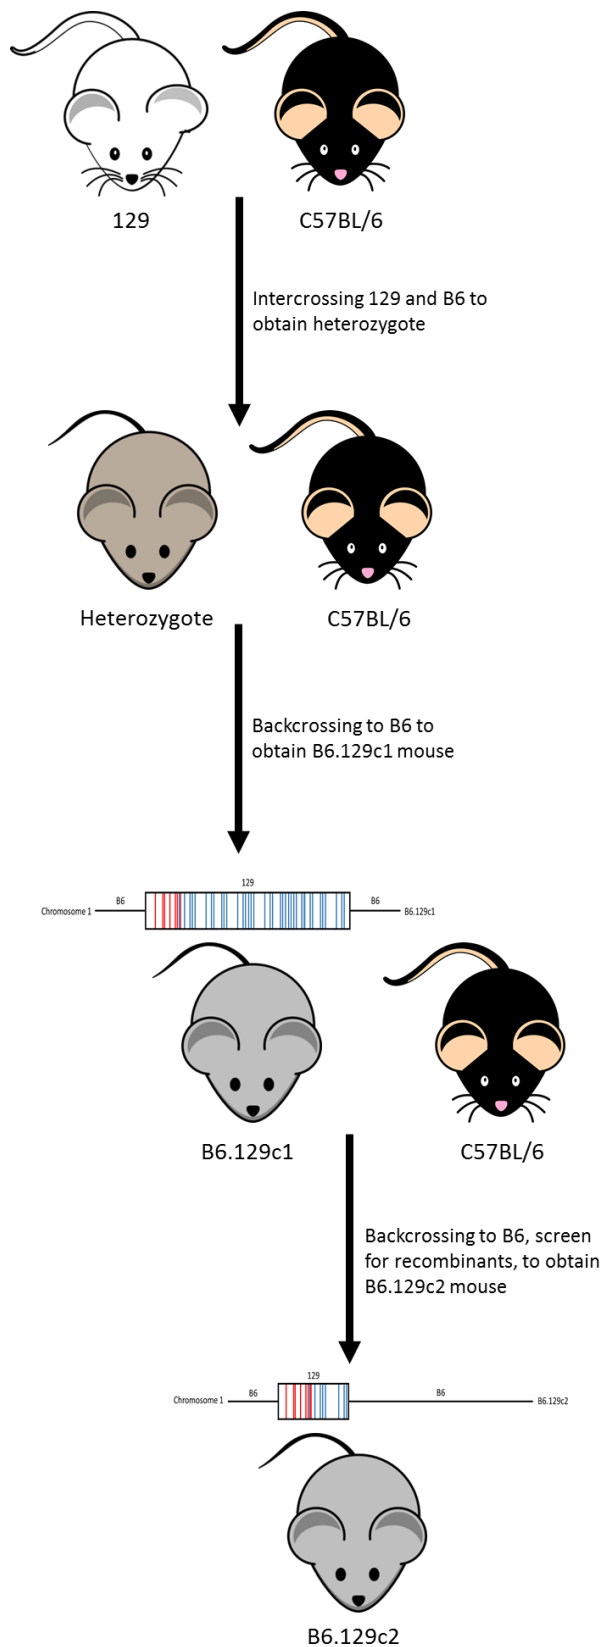 129
C57BL/6
Intercrossing 129 and B6 to
obtain heterozygote
Heterozygote
C57BL/6
Backcrossing to B6 to
obtain B6.129c1 mouse
129
B6
B6
Chromosome 1
B6.129c1
B6.129c1
C57BL/6
Backcrossing to B6, screen
for recombinants, to obtain
B6.129c2 mouse
129
B6
B6
Chromosome 1
B6.129c2
B6.129c2